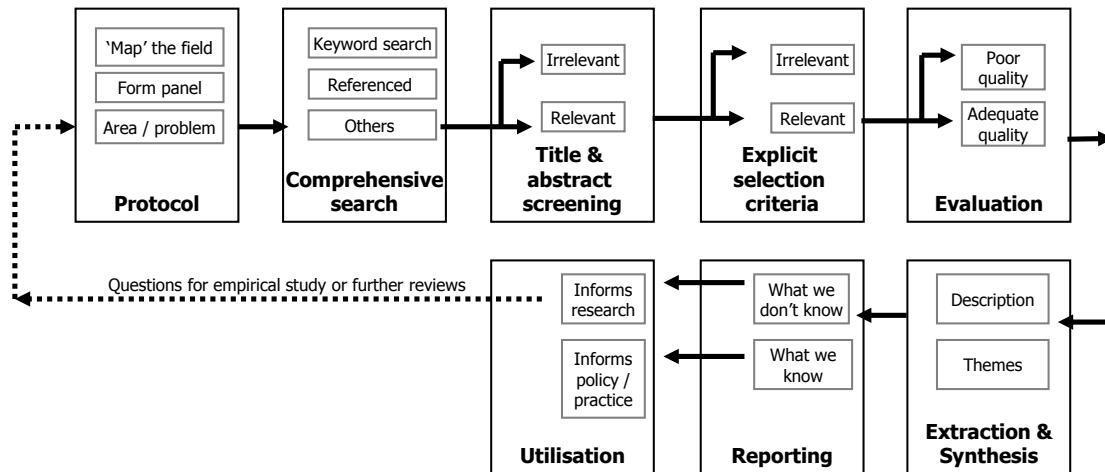 ‘Map’ the field
Form panel
Area / problem
Protocol
Keyword search
Referenced
Others
Comprehensive
search
Irrelevant
Relevant
Title &
abstract
screening
Irrelevant
Relevant
Explicit
selection
criteria
Poor
quality
Adequate
quality
Evaluation
Questions for empirical study or further reviews
Informs
research
Informs
policy /
practice
Utilisation
What we
don’t know
What we
know
Reporting
Description
Themes
Extraction &
Synthesis